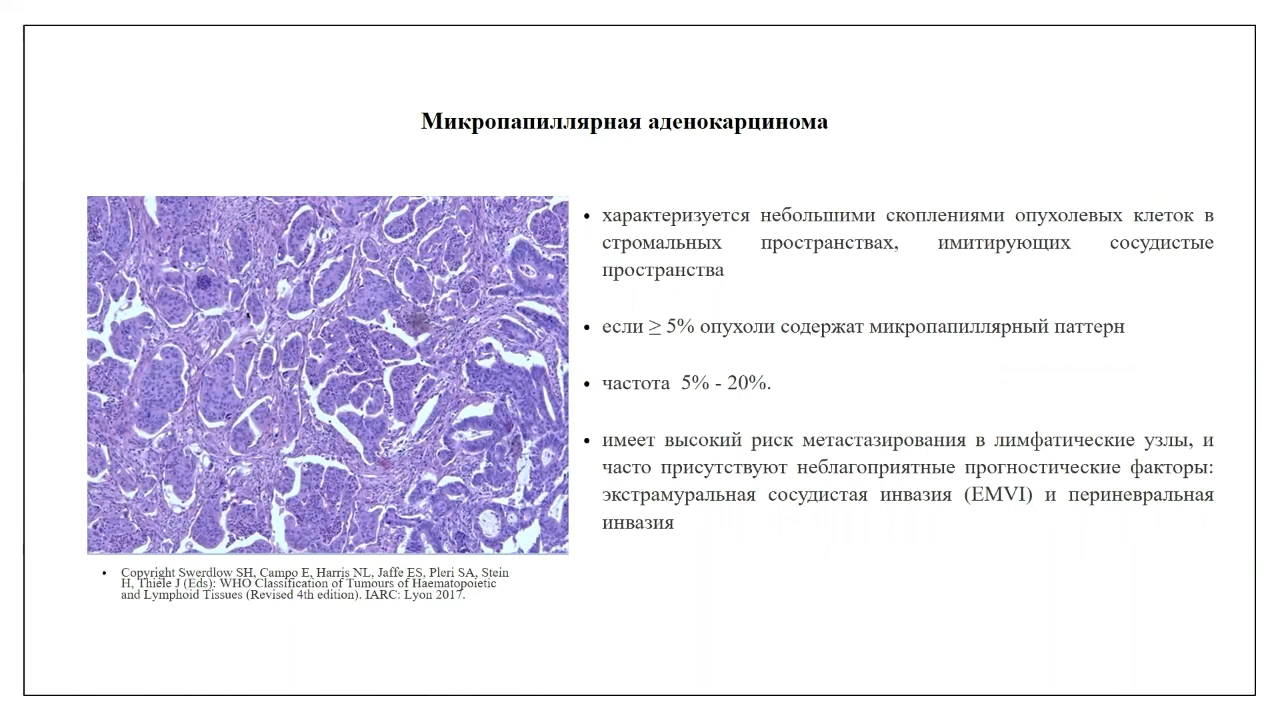 Микропапиллярная аденокарцинома
• характеризуется небольшими скоплениями опухолевых клеток в
стромальных пространствах, имитирующих сосудистые
пространства
• если ≥ 5% опухоли содержат микропапиллярный паттерн
• частота 5% - 20%.
• имеет высокий риск метастазирования в лимфатические узлы, и
часто присутствуют неблагоприятные прогностические факторы:
экстрамуральная сосудистая инвазия (EMVI) и периневральная
инвазия
• Copyright Swerdlow SH, Campo E, Harris NL, Jaffe ES, Pleri SA, Stein
H, Thiele J (Eds): WHO Classification of Tumours of Haematopoietic
and Lymphoid Tissues (Revised 4th edition). IARC: Lyon 2017.